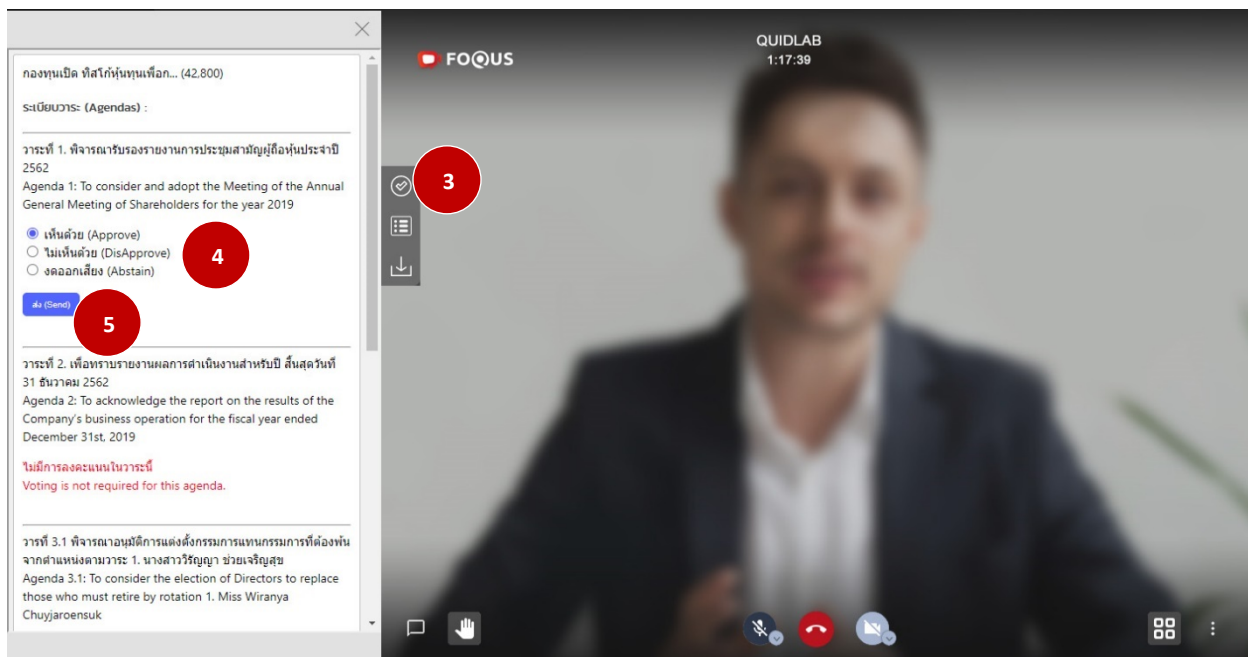 กองทุนเปิด ทิสโก้หุ้นทุนเพื่อก... (42,800)
ระเบียบวาระ (Agendas) :
วาระที่ 1. พิจารณารับรองรายงานการประชุมสามัญผู้ถือหุ้นประจำปี
2562
Agenda 1: To consider and adopt the Meeting of the Annual
General Meeting of Shareholders for the year 2019
เห็นด้วย (Approve)
ไม่เห็นด้วย (DisApprove)
งดออกเสียง (Abstain)
4
ส่ง (Send)
5
วาระที่ 2. เพื่อทราบรายงานผลการดำเนินงานสำหรับปี สิ้นสุดวันที่
31 ธันวาคม 2562
Agenda 2: To acknowledge the report on the results of the
Company's business operation for the fiscal year ended
December 31st, 2019
ไม่มีการลงคะแนนในวาระนี้
Voting is not required for this agenda.
วารที่ 3.1 พิจารณาอนุมัติการแต่งตั้งกรรมการแทนกรรมการที่ต้องพ้น
จากตำแหน่งตามวาระ 1. นางสาววิรัญญา ช่วยเจริญสุข
Agenda 3.1: To consider the election of Directors to replace
those who must retire by rotation 1. Miss Wiranya
Chuyjaroensuk
FOQUS
QUIDLAB
1:17:39
3